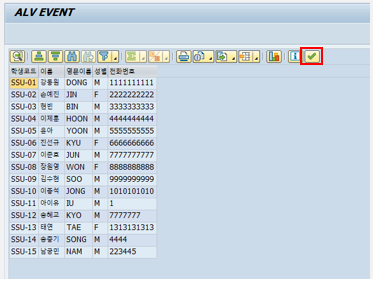 ALV EVENT
학생코드 이름 영문이름 성별 전화번호
SSU-01 강동원 DONG M 1111111111
SSU-02 손예진 JIN F 2222222222
SSU-03 현빈 BIN M 3333333333
SSU-04 이제훈 HOON M 4444444444
SSU-05 윤아 YOON M 5555555555
SSU-06 진선규 KYU F 6666666666
SSU-07 이준호 JUN M 7777777777
SSU-08 장원영 WON F 8888888888
SSU-09 김수현 SOO M 9999999999
SSU-10 이종석 JONG M 1010101010
SSU-11 아이유 IU M 1
SSU-12 송혜교 KYO M 7777777
SSU-13 태연 TAE F 1313131313
SSU-14 송중기 SONG M 4444
SSU-15 남궁민 NAM M 223445